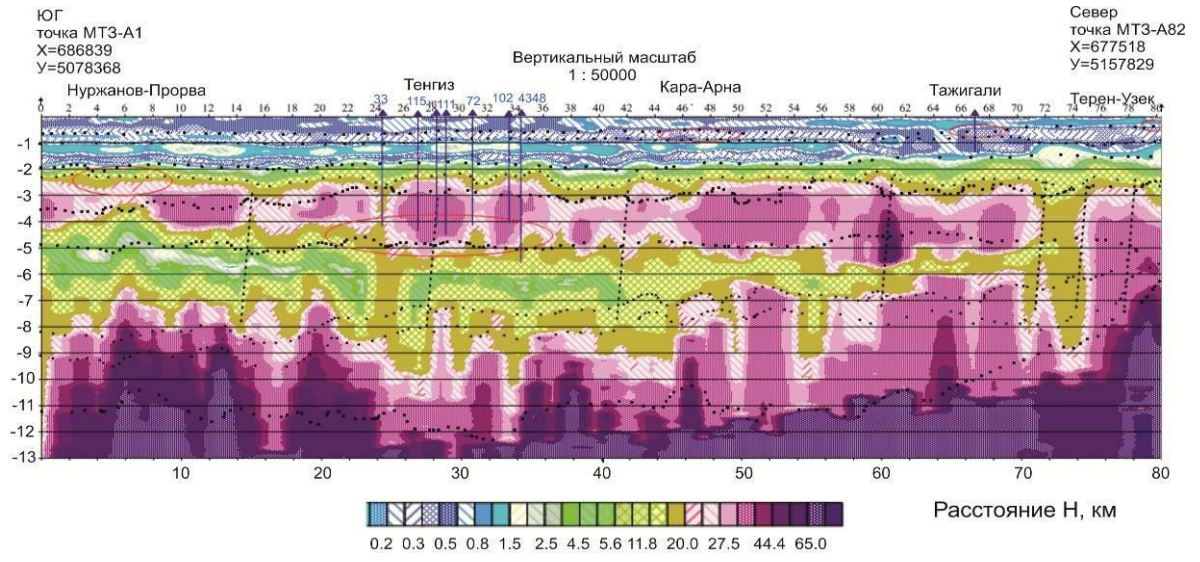 ЮГ
точка МТЗ-А1
X=686839
У=5078368
Север
точка МТЗ-А82
X=677518
У=5157829
Вертикальный масштаб
1 : 50000
Нуржанов-Прорва
Тенгиз
Кара-Арна
Тажигали
Терен-Узек
33 115 111 72 102 4348
0 2 4 6 8 10 12 14 16 18 20 22 24 26 28 30 32 34 36 38 40 42 44 46 48 50 52 54 56 58 60 62 64 66 68 70 72 74 76 78 80
-1
-2
-3
-4
-5
-6
-7
-8
-9
-10
-11
-12
-13
10 20 30 40 50 60 70 80
0.2 0.3 0.5 0.8 1.5 2.5 4.5 5.6 11.8 20.0 27.5 44.4 65.0
Расстояние Н, км